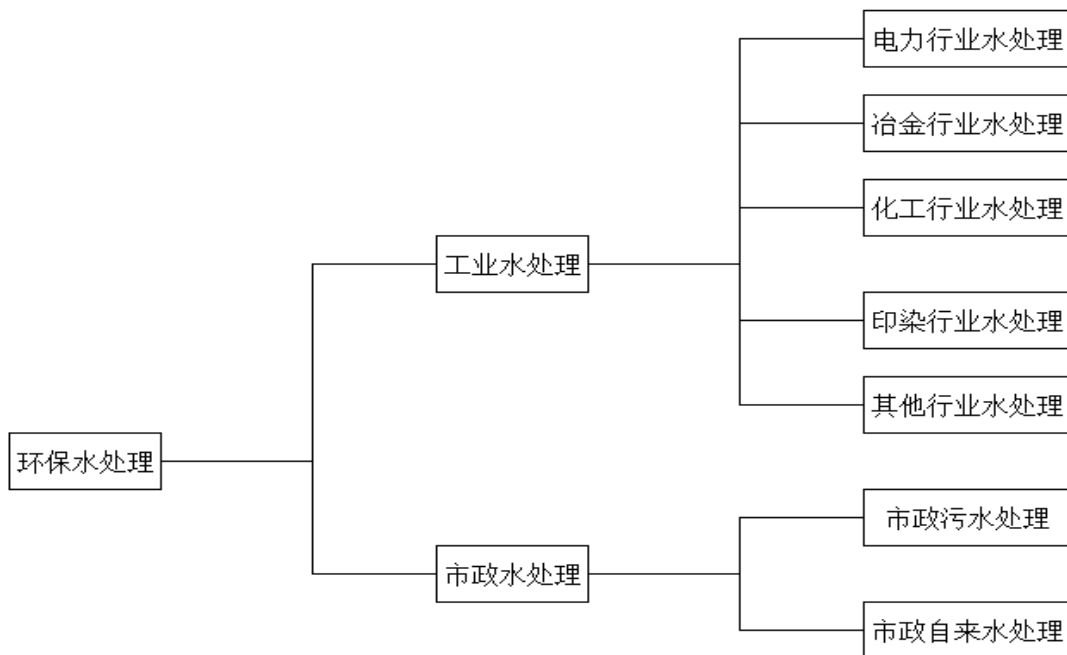 电力行业水处理
冶金行业水处理
化工行业水处理
工业水处理
印染行业水处理
其他行业水处理
环保水处理
市政污水处理
市政水处理
市政自来水处理